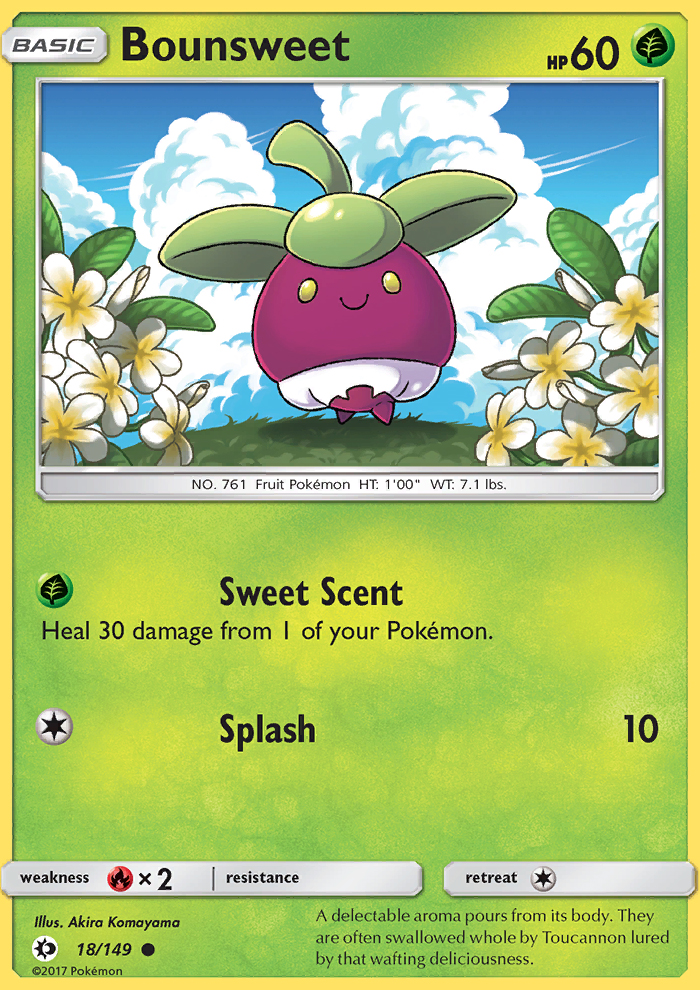 BASIC
Bounsweet
HP 60
NO. 761 Fruit Pokémon HT: 1'00" WT: 7.1 lbs.
Sweet Scent
Heal 30 damage from 1 of your Pokémon.
Splash 10
weakness ×2 resistance retreat
Illus. Akira Komayama
18/149
©2017 Pokémon
A delectable aroma pours from its body. They
are often swallowed whole by Toucannon lured
by that wafting deliciousness.